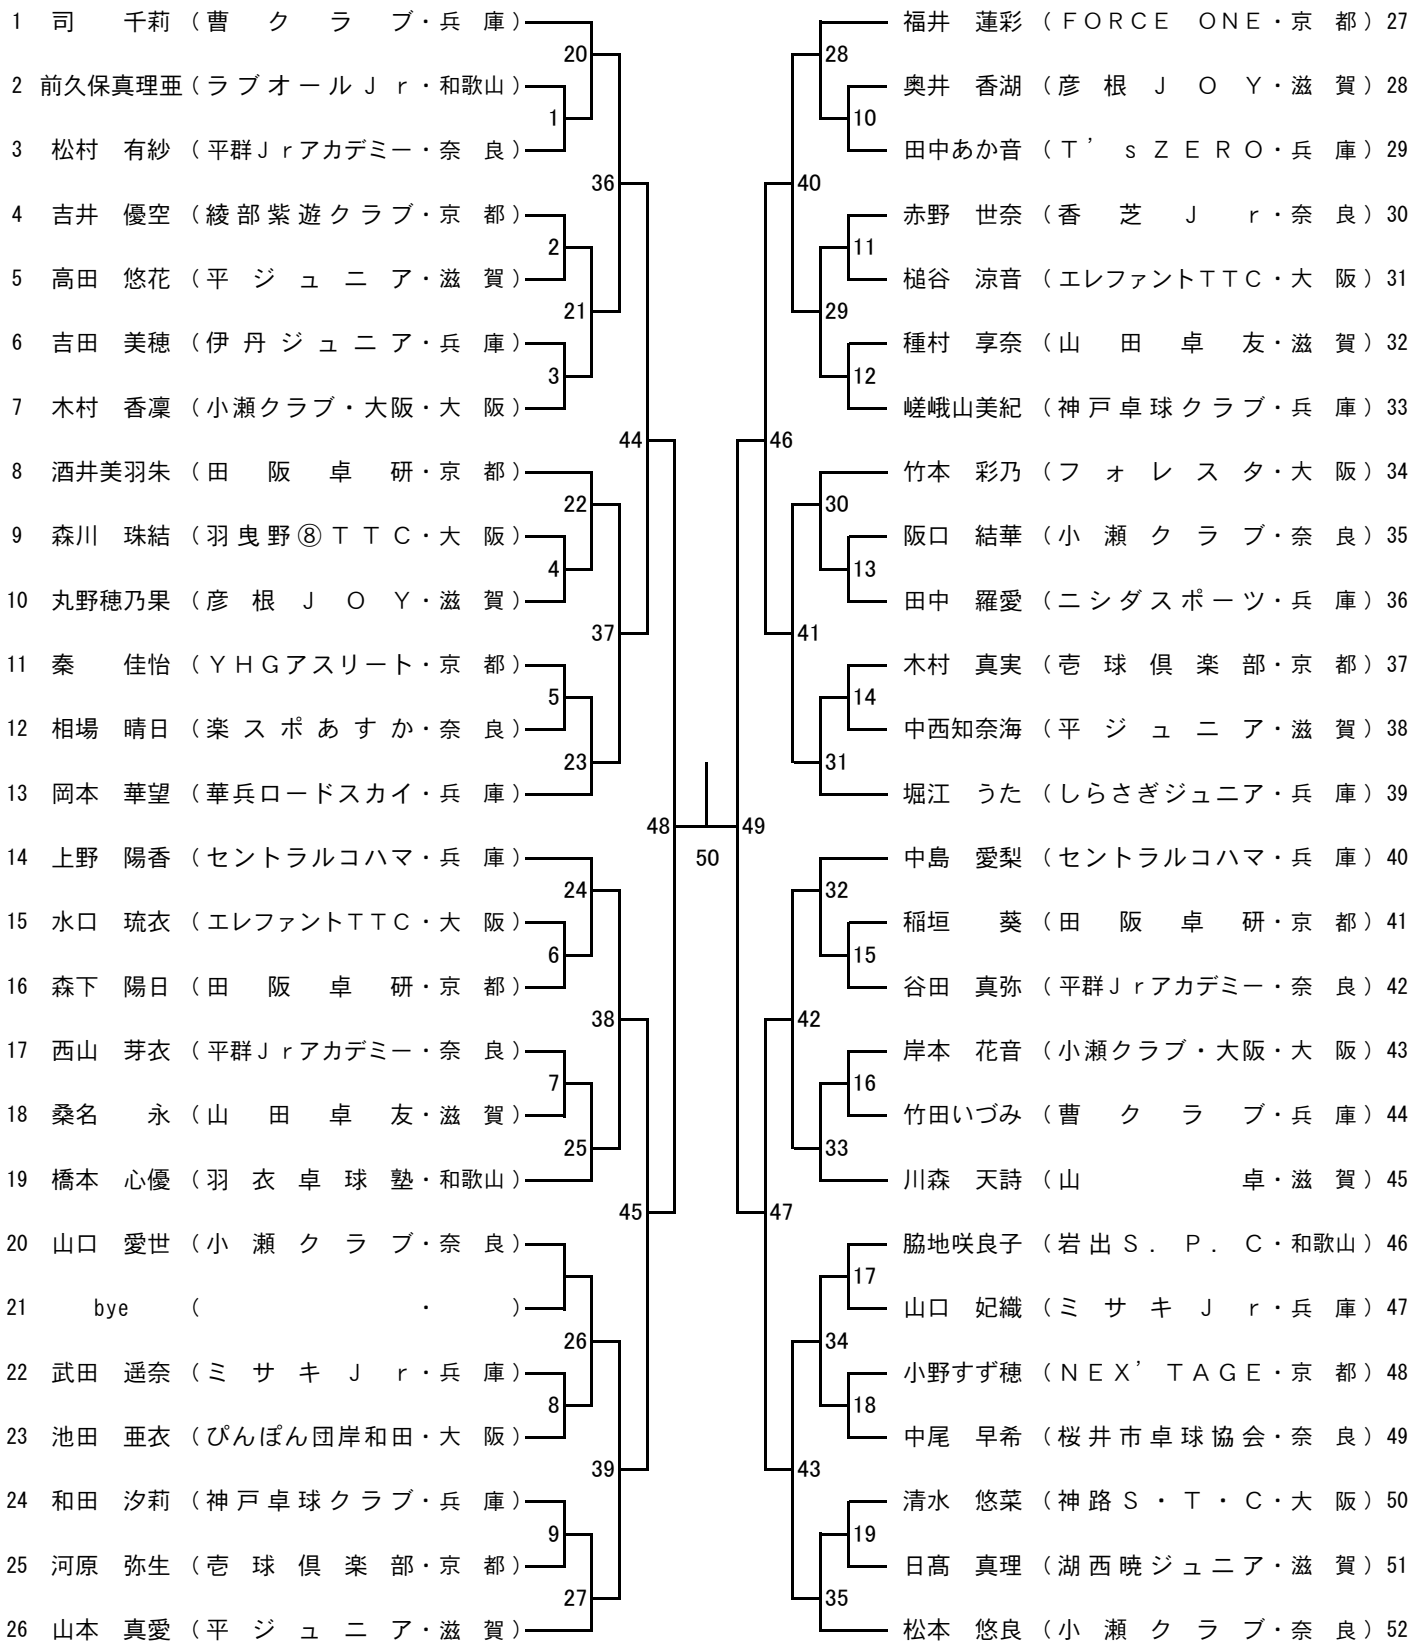 1 司 千莉 (曹クラブ・兵庫)
2 前久保真理亜 (ラブオールJr・和歌山)
3 松村 有紗 (平群Jrアカデミー・奈良)
4 吉井 優空 (綾部紫遊クラブ・京都)
5 高田 悠花 (平ジュニア・滋賀)
6 吉田 美穂 (伊丹ジュニア・兵庫)
7 木村 香凜 (小瀬クラブ・大阪・大阪)
8 酒井美羽朱 (田阪卓研・京都)
9 森川 珠結 (羽曳野⑧TTC・大阪)
10 丸野穂乃果 (彦根JOY・滋賀)
11 秦 佳怡 (YHGアスリート・京都)
12 相場 晴日 (楽スポあすか・奈良)
13 岡本 華望 (華兵ロードスカイ・兵庫)
14 上野 陽香 (セントラルコハマ・兵庫)
15 水口 琉衣 (エレファントTTC・大阪)
16 森下 陽日 (田阪卓研・京都)
17 西山 芽衣 (平群Jrアカデミー・奈良)
18 桑名 永 (山田卓友・滋賀)
19 橋本 心優 (羽衣卓球塾・和歌山)
20 山口 愛世 (小瀬クラブ・奈良)
21 bye ( ・ )
22 武田 遥奈 (ミサキJr・兵庫)
23 池田 亜衣 (ぴんぽん団岸和田・大阪)
24 和田 汐莉 (神戸卓球クラブ・兵庫)
25 河原 弥生 (壱球倶楽部・京都)
26 山本 真愛 (平ジュニア・滋賀)
20
1
36
2
21
3
44
22
4
37
5
23
48
24
6
38
7
25
45
26
8
39
9
27
50
28
10
40
11
29
12
46
30
13
41
14
31
49
32
15
42
16
33
47
17
34
18
43
19
35
福井 蓮彩 (FORCE ONE・京都) 27
奥井 香湖 (彦根JOY・滋賀) 28
田中あか音 (T'sZERO・兵庫) 29
赤野 世奈 (香芝Jr・奈良) 30
槌谷 涼音 (エレファントTTC・大阪) 31
種村 享奈 (山田卓友・滋賀) 32
嵯峨山美紀 (神戸卓球クラブ・兵庫) 33
竹本 彩乃 (フォレスタ・大阪) 34
阪口 結華 (小瀬クラブ・奈良) 35
田中 羅愛 (ニシダスポーツ・兵庫) 36
木村 真実 (壱球倶楽部・京都) 37
中西知奈海 (平ジュニア・滋賀) 38
堀江 うた (しらさぎジュニア・兵庫) 39
中島 愛梨 (セントラルコハマ・兵庫) 40
稲垣 葵 (田阪卓研・京都) 41
谷田 真弥 (平群Jrアカデミー・奈良) 42
岸本 花音 (小瀬クラブ・大阪・大阪) 43
竹田いづみ (曹クラブ・兵庫) 44
川森 天詩 (山卓・滋賀) 45
脇地咲良子 (岩出S.P.C・和歌山) 46
山口 妃織 (ミサキJr・兵庫) 47
小野すず穂 (NEX'TAGE・京都) 48
中尾 早希 (桜井市卓球協会・奈良) 49
清水 悠菜 (神路S・T・C・大阪) 50
日髙 真理 (湖西暁ジュニア・滋賀) 51
松本 悠良 (小瀬クラブ・奈良) 52